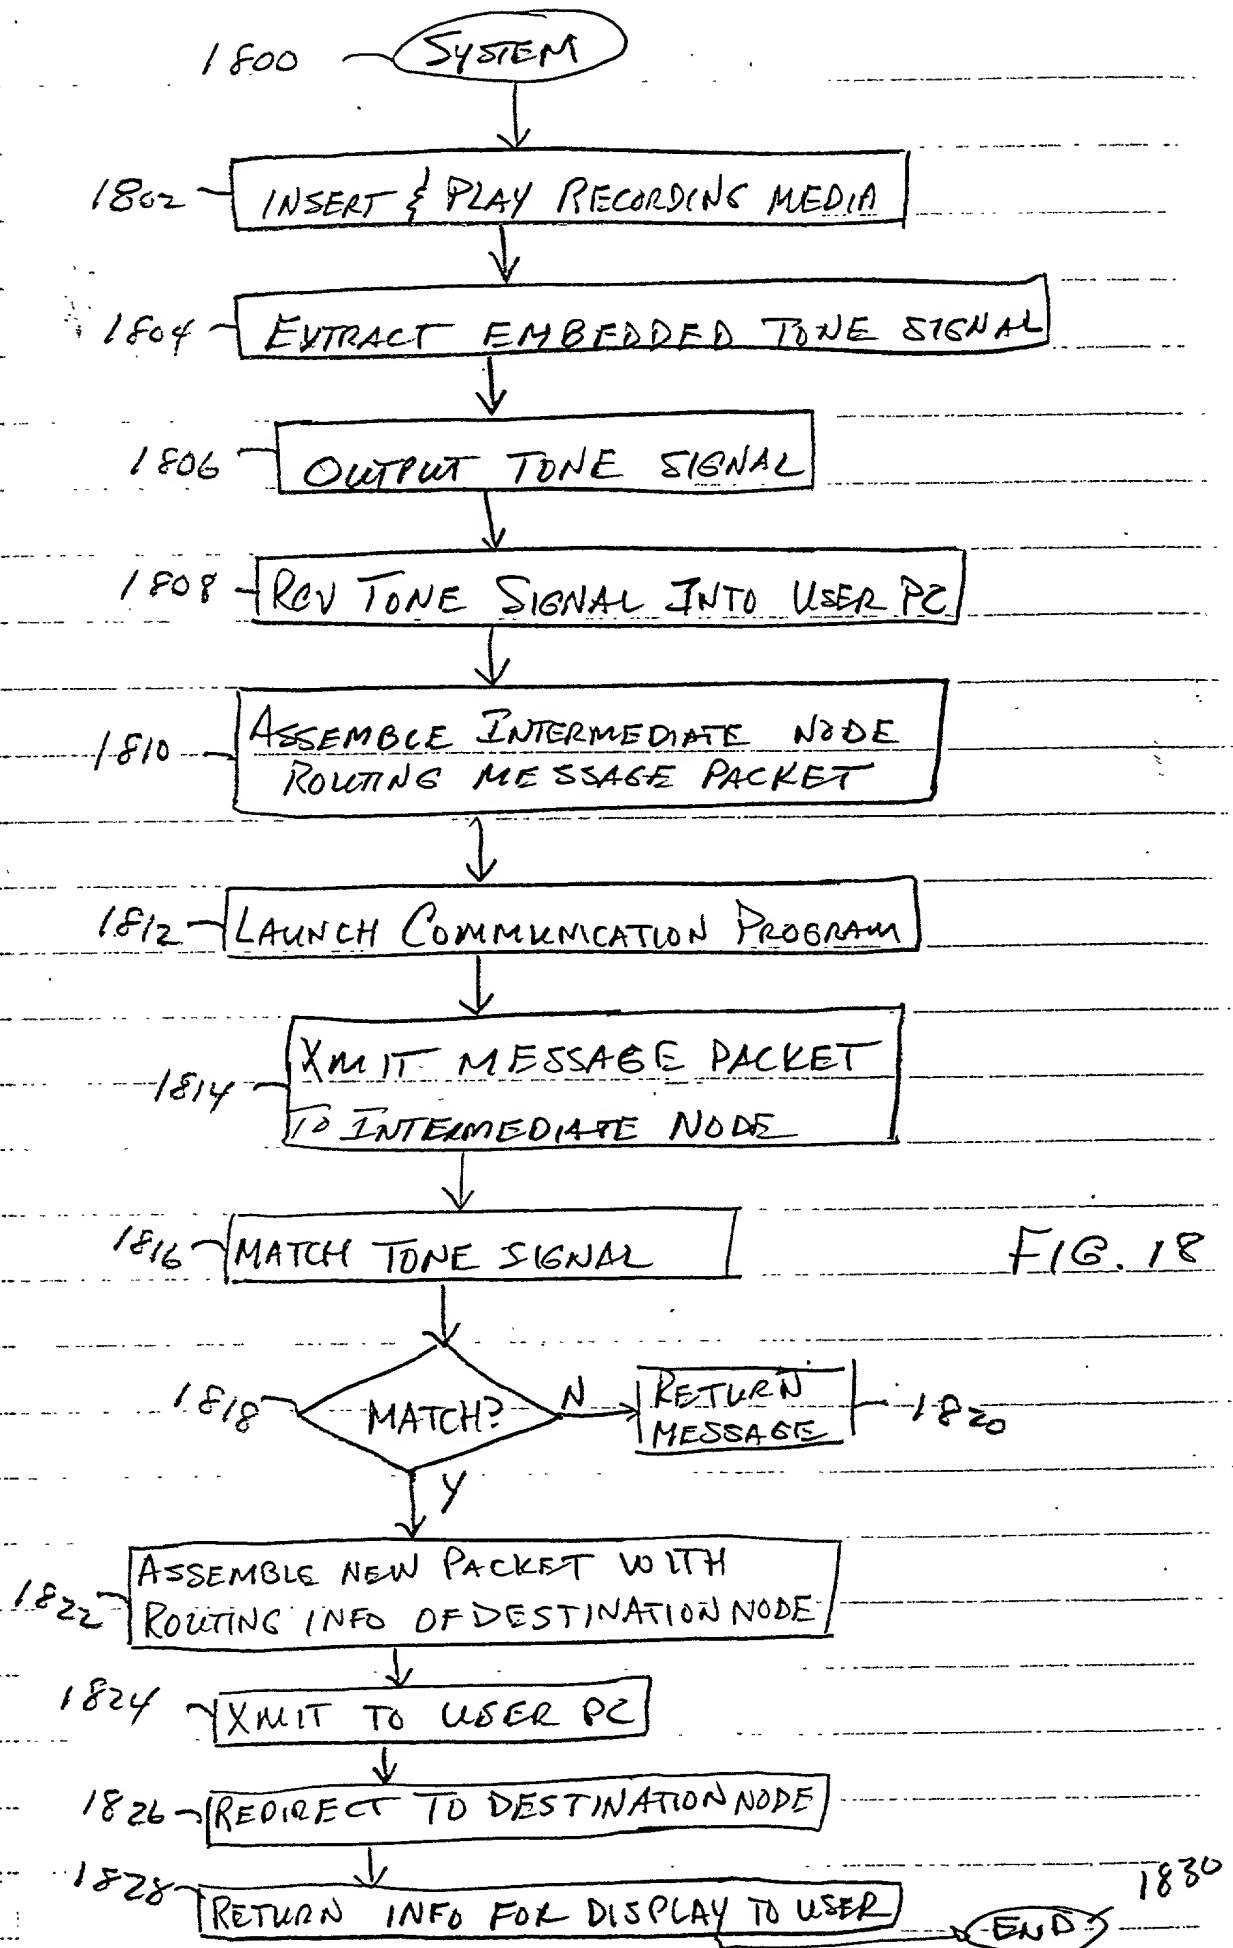 1800 SYSTEM
1802 INSERT & PLAY RECORDING MEDIA
1804 EXTRACT EMBEDDED TONE SIGNAL
1806 OUTPUT TONE SIGNAL
1808 RCV TONE SIGNAL INTO USER PC
1810 ASSEMBLE INTERMEDIATE NODE
ROUTING MESSAGE PACKET
1812 LAUNCH COMMUNICATION PROGRAM
1814 XMIT MESSAGE PACKET
TO INTERMEDIATE NODE
1816 MATCH TONE SIGNAL
FIG. 18
1818 MATCH? N RETURN MESSAGE 1820
Y
1822 ASSEMBLE NEW PACKET WITH
ROUTING INFO OF DESTINATION NODE
1824 XMIT TO USER PC
1826 REDIRECT TO DESTINATION NODE
1828 RETURN INFO FOR DISPLAY TO USER
1830 END